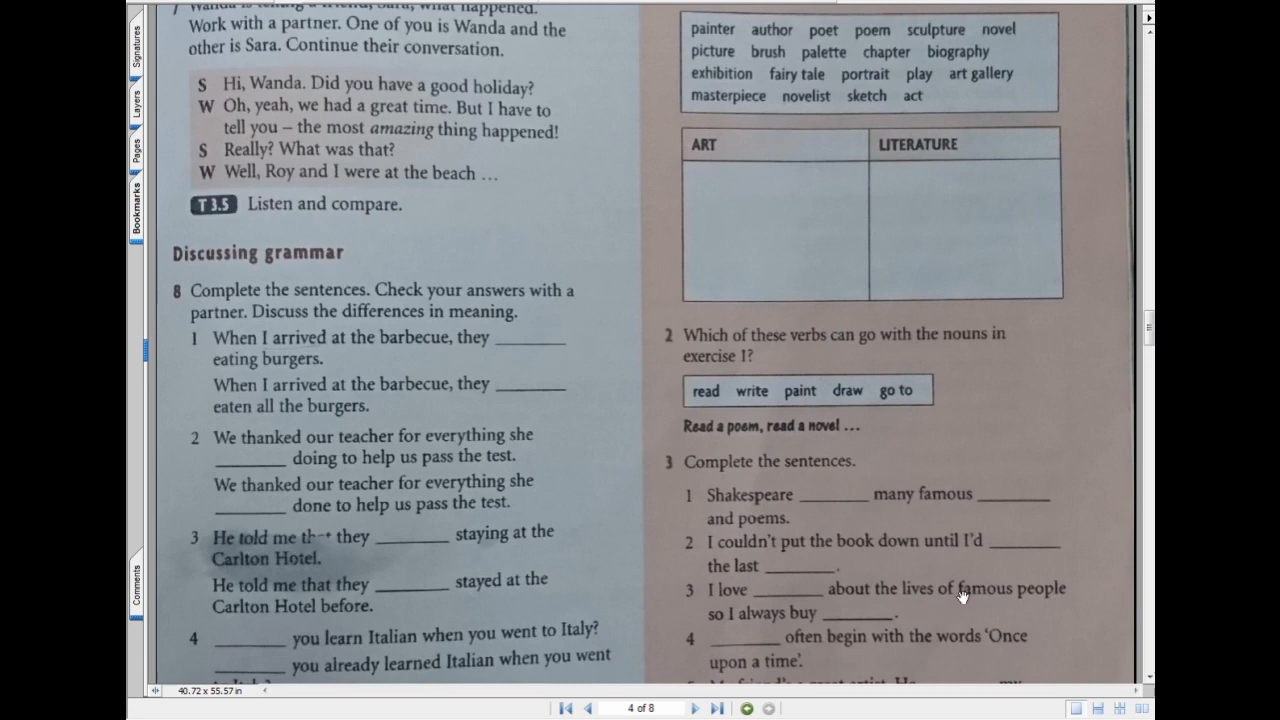 Signatures
Layers
Pages
Bookmarks
Comments
7 Wanda is telling a friend, Sara, what happened.
Work with a partner. One of you is Wanda and the
other is Sara. Continue their conversation.
S Hi, Wanda. Did you have a good holiday?
W Oh, yeah, we had a great time. But I have to
tell you – the most amazing thing happened!
S Really? What was that?
W Well, Roy and I were at the beach …
T 3.5 Listen and compare.
Discussing grammar
8 Complete the sentences. Check your answers with a
partner. Discuss the differences in meaning.
1 When I arrived at the barbecue, they ________
eating burgers.
When I arrived at the barbecue, they ________
eaten all the burgers.
2 We thanked our teacher for everything she
________ doing to help us pass the test.
We thanked our teacher for everything she
________ done to help us pass the test.
3 He told me that they ________ staying at the
Carlton Hotel.
He told me that they ________ stayed at the
Carlton Hotel before.
4 ________ you learn Italian when you went to Italy?
________ you already learned Italian when you went
painter author poet poem sculpture novel
picture brush palette chapter biography
exhibition fairy tale portrait play art gallery
masterpiece novelist sketch act
ART LITERATURE
2 Which of these verbs can go with the nouns in
exercise 1?
read write paint draw go to
Read a poem, read a novel …
3 Complete the sentences.
1 Shakespeare ________ many famous ________
and poems.
2 I couldn't put the book down until I'd ________
the last ________.
3 I love ________ about the lives of famous people
so I always buy ________.
4 ________ often begin with the words 'Once
upon a time'.
40.72 x 55.57 in
4 of 8